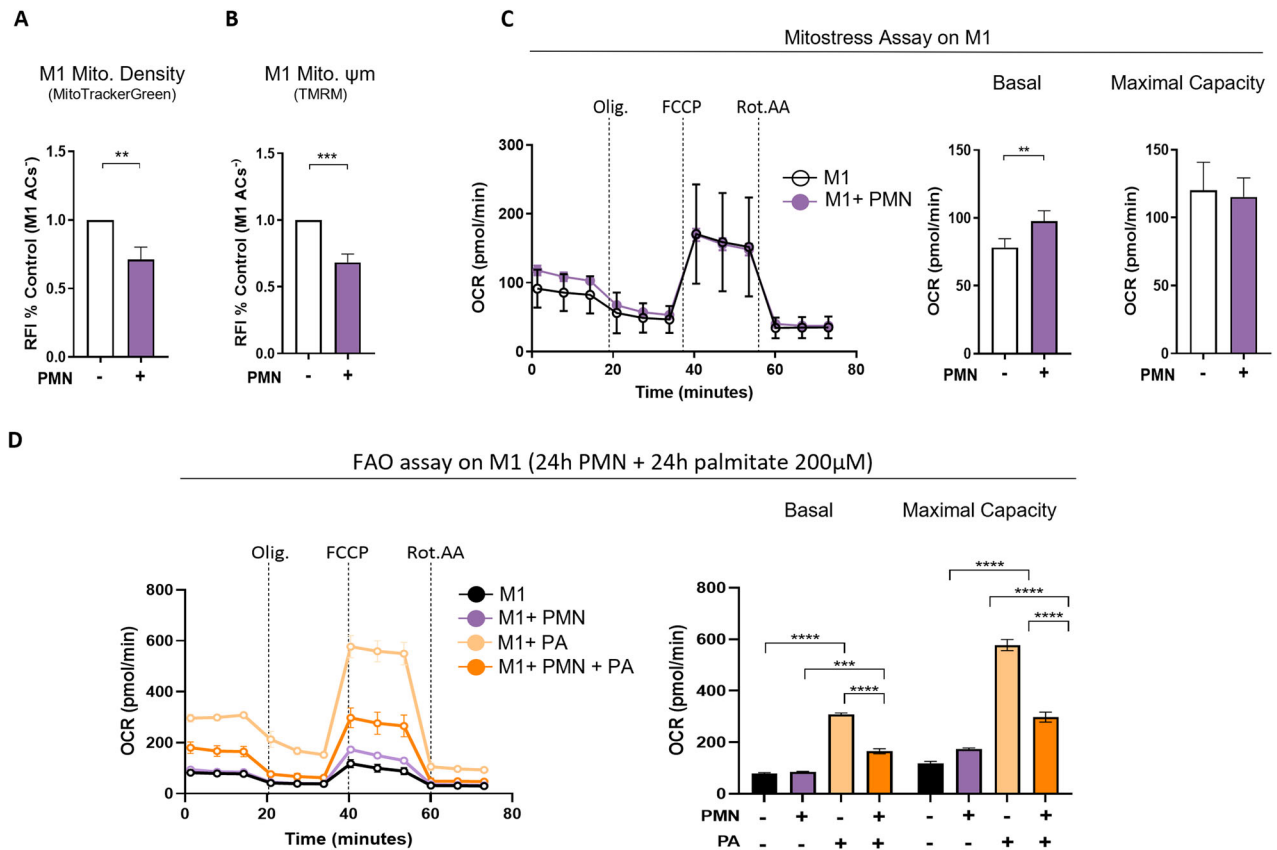 A
B
C
Mitostress Assay on M1
M1 Mito. Density
(MitoTrackerGreen)
M1 Mito. ψm
(TMRM)
Basal
Maximal Capacity
Olig.
FCCP
Rot.AA
RFI % Control (M1 ACs-)
1.5
1.0
0.5
0.0
**
PMN
-
+
RFI % Control (M1 ACs-)
1.5
1.0
0.5
0.0
***
PMN
-
+
OCR (pmol/min)
300
200
100
0
M1
M1+ PMN
0
20
40
60
80
Time (minutes)
OCR (pmol/min)
150
100
50
0
**
PMN
-
+
OCR (pmol/min)
150
100
50
0
PMN
-
+
D
FAO assay on M1 (24h PMN + 24h palmitate 200µM)
Basal
Maximal Capacity
Olig.
FCCP
Rot.AA
OCR (pmol/min)
800
600
400
200
0
M1
M1+ PMN
M1+ PA
M1+ PMN + PA
0
20
40
60
80
Time (minutes)
OCR (pmol/min)
800
600
400
200
0
****
***
****
****
****
****
PMN - + - + - + - +
PA - - + + - - + +